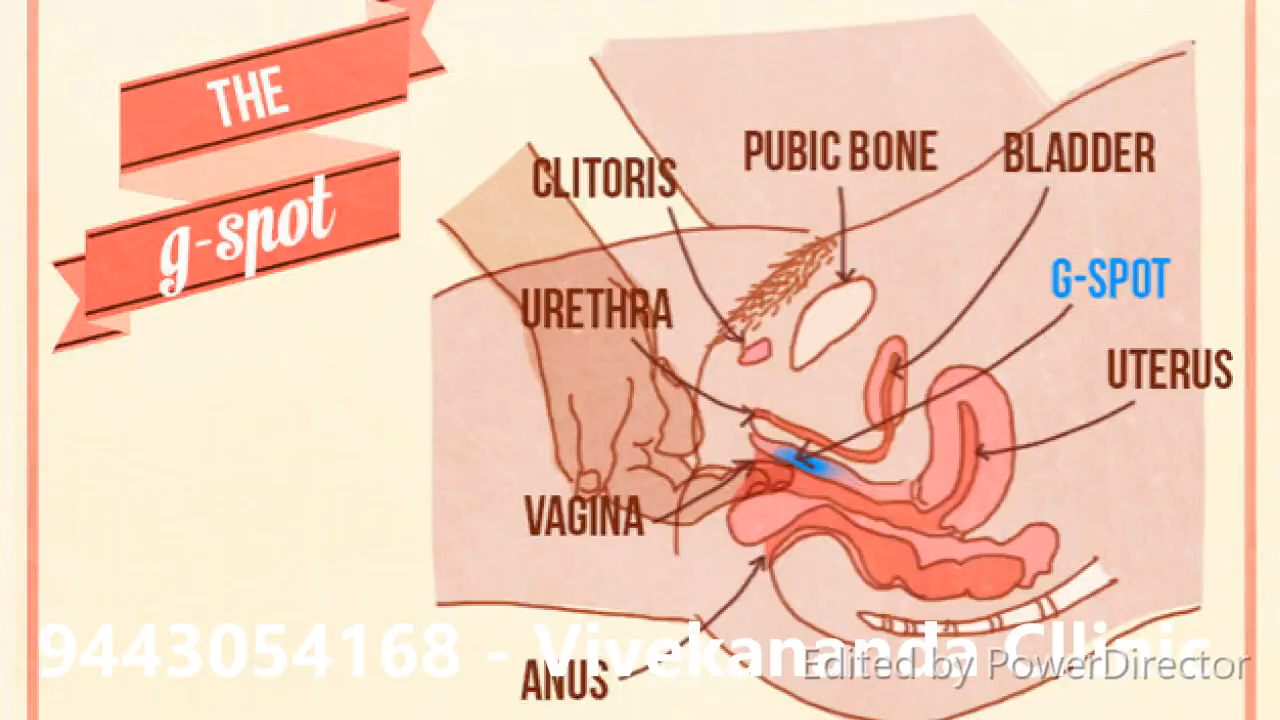 THE
g-spot
CLITORIS
PUBIC BONE
BLADDER
URETHRA
G-SPOT
UTERUS
VAGINA
9443054168 - Vivekananda Cllinic
Edited by PowerDirector
ANUS